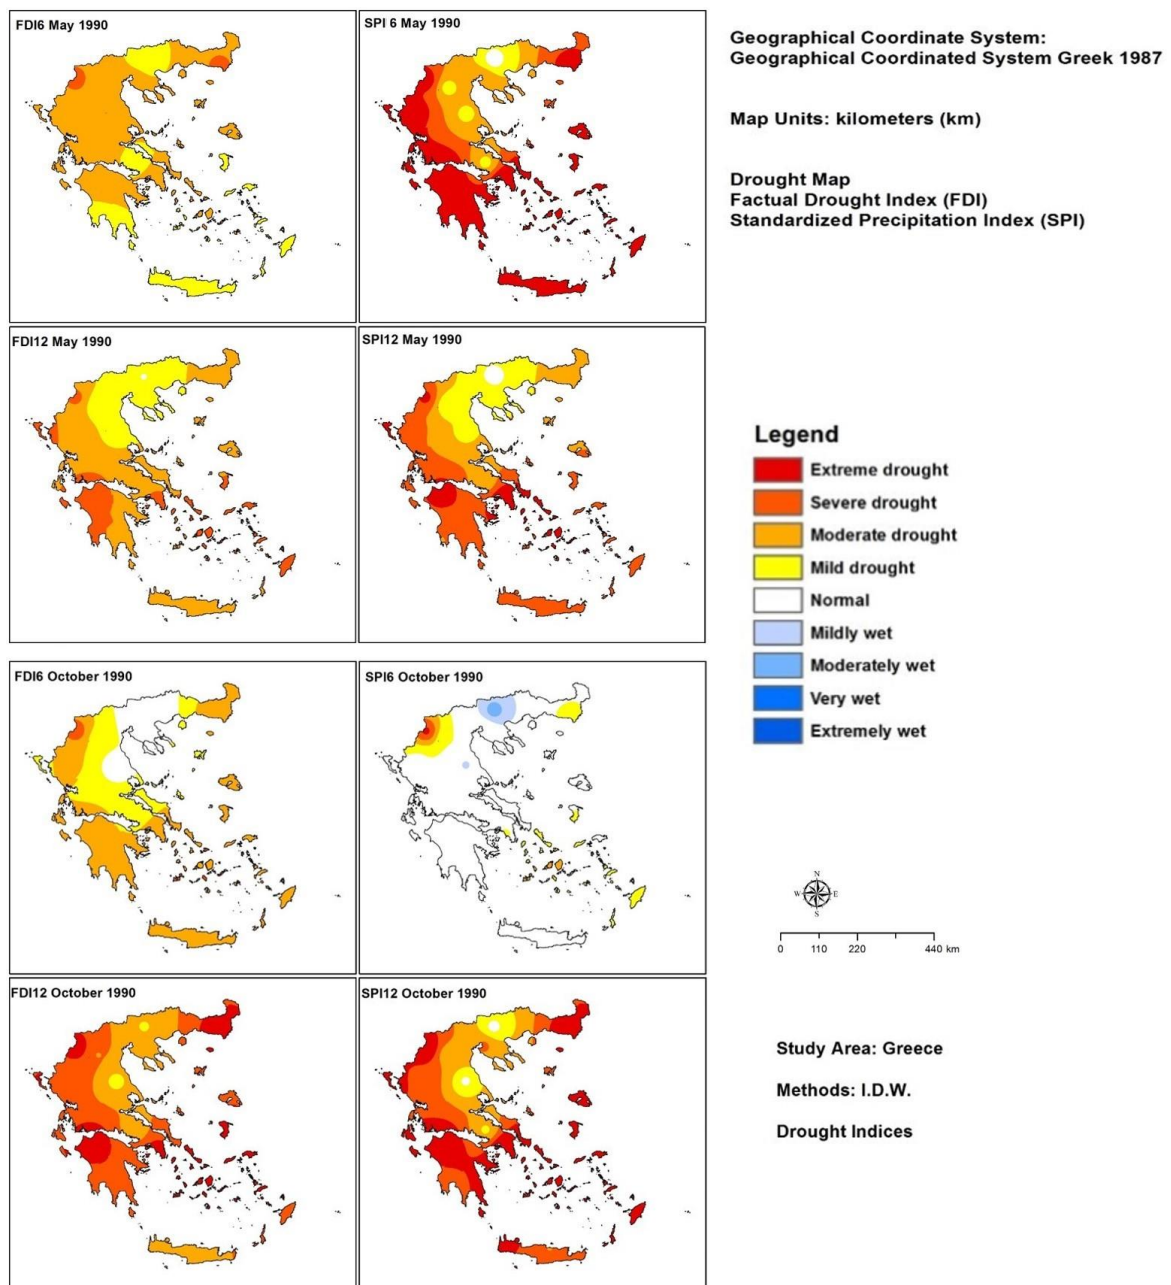 FDI6 May 1990
SPI 6 May 1990
Geographical Coordinate System:
Geographical Coordinated System Greek 1987
Map Units: kilometers (km)
Drought Map
Factual Drought Index (FDI)
Standardized Precipitation Index (SPI)
FDI12 May 1990
SPI12 May 1990
Legend
Extreme drought
Severe drought
Moderate drought
Mild drought
Normal
Mildly wet
Moderately wet
Very wet
Extremely wet
FDI6 October 1990
SPI6 October 1990
N
W E
S
0 110 220 440 km
FDI12 October 1990
SPI12 October 1990
Study Area: Greece
Methods: I.D.W.
Drought Indices